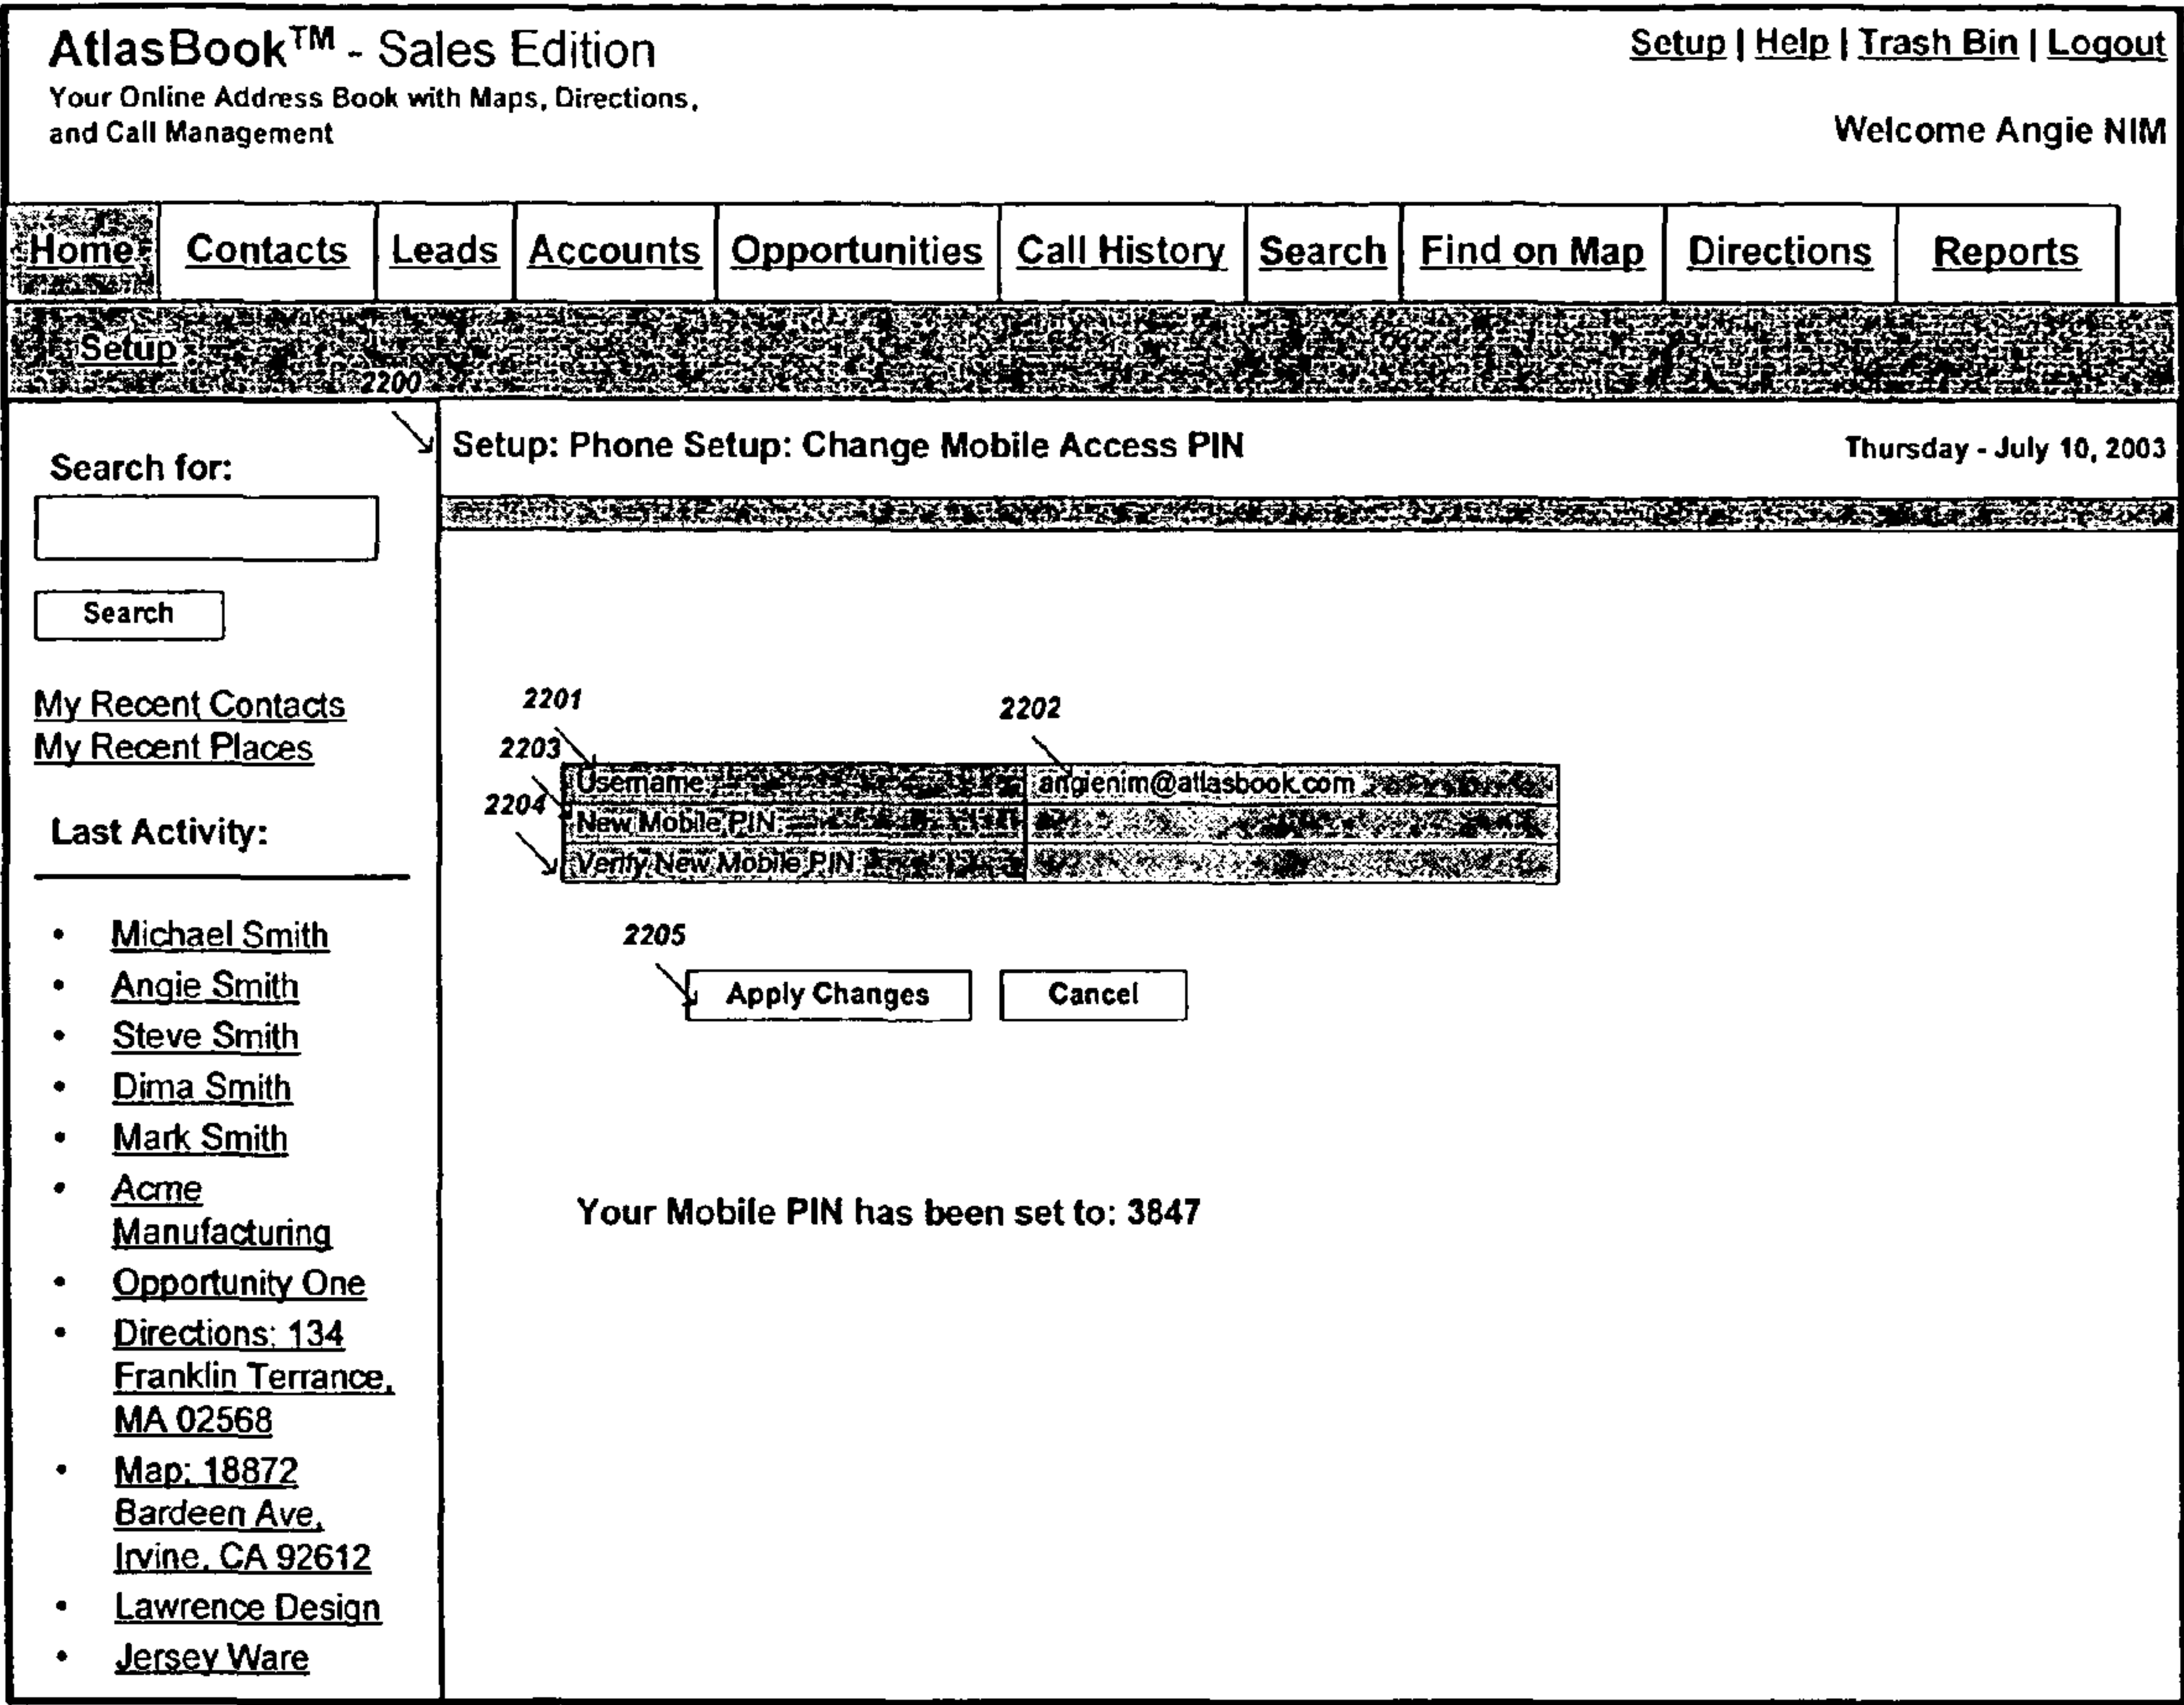 AtlasBook™ - Sales Edition
Setup | Help | Trash Bin | Logout
Your Online Address Book with Maps, Directions,
and Call Management
Welcome Angie NIM
Home Contacts Leads Accounts Opportunities Call History Search Find on Map Directions Reports
Setup
2200
Setup: Phone Setup: Change Mobile Access PIN
Thursday - July 10, 2003
Search for:
Search
My Recent Contacts
My Recent Places
Last Activity:
• Michael Smith
• Angie Smith
• Steve Smith
• Dima Smith
• Mark Smith
• Acme
Manufacturing
• Opportunity One
• Directions: 134
Franklin Terrance,
MA 02568
• Map: 18872
Bardeen Ave,
Irvine, CA 92612
• Lawrence Design
• Jersey Ware
2201
2202
2203
2204
Username angienim@atlasbook.com
New Mobile PIN
Verify New Mobile PIN
2205
Apply Changes Cancel
Your Mobile PIN has been set to: 3847